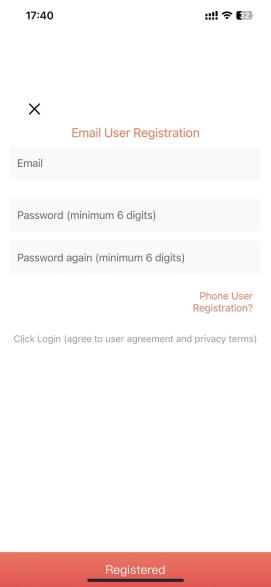 17:40
32
Email User Registration
Email
Password (minimum 6 digits)
Password again (minimum 6 digits)
Phone User
Registration?
Click Login (agree to user agreement and privacy terms)
Registered